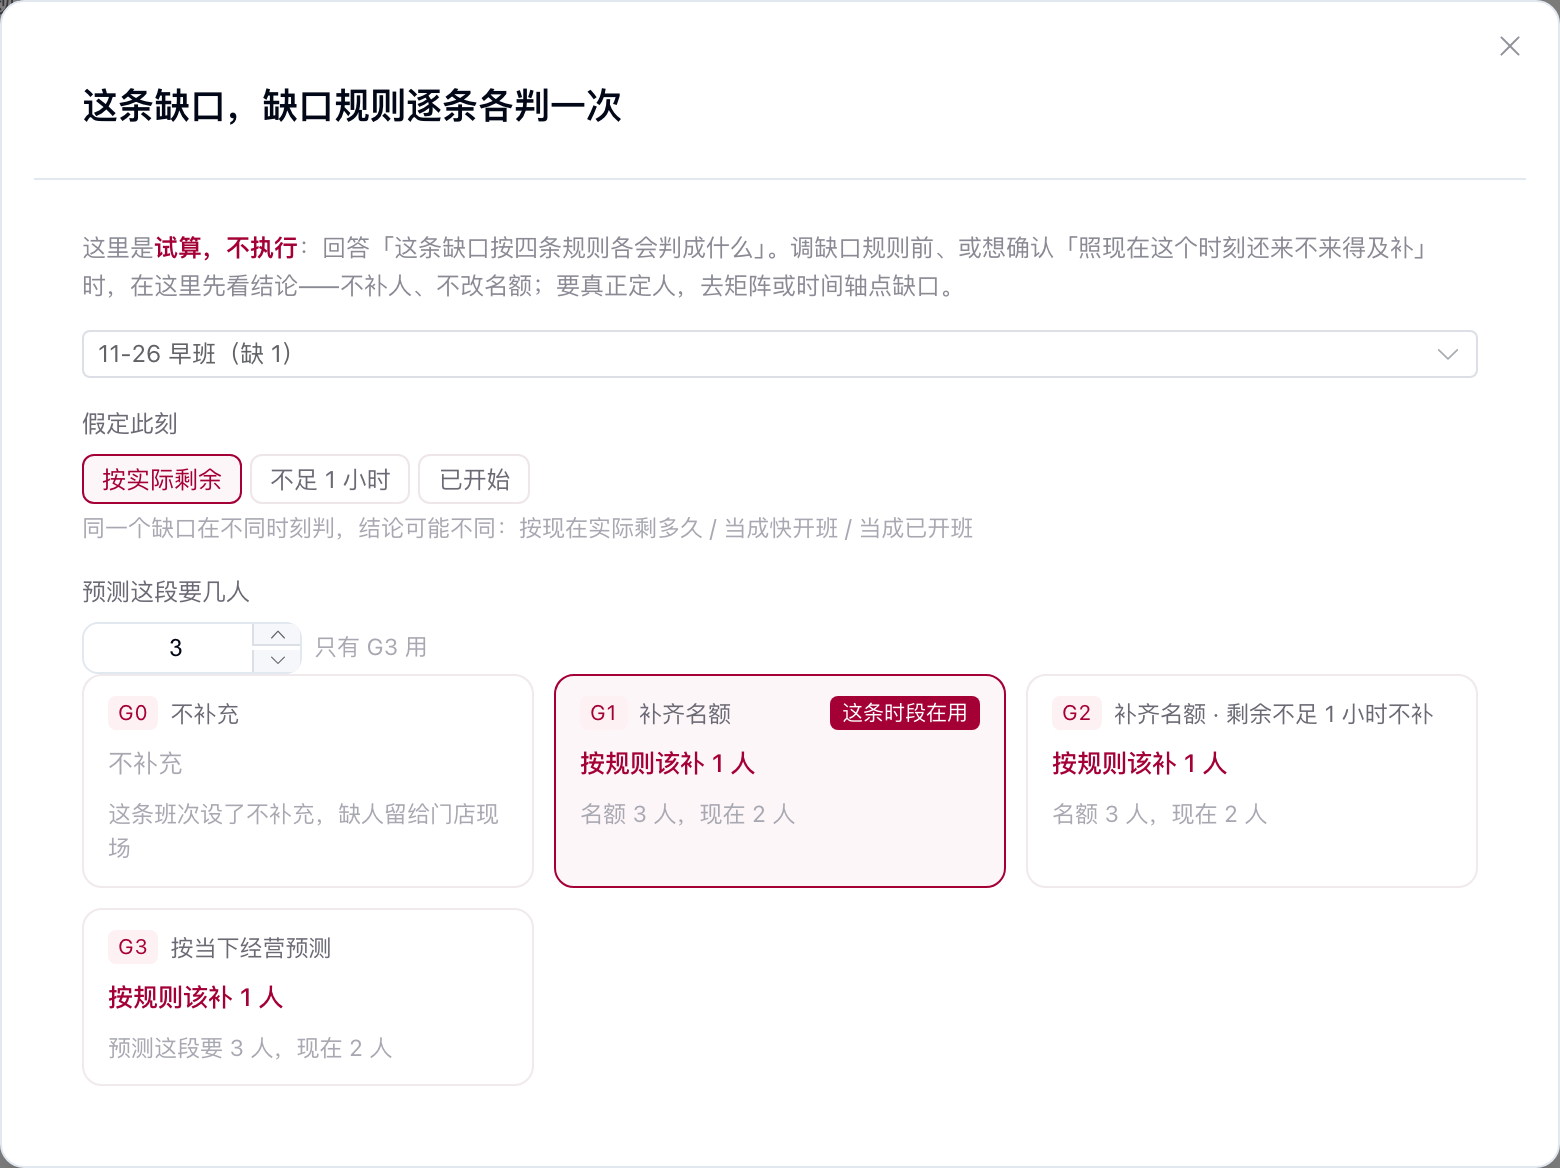 这条缺口，缺口规则逐条各判一次
这里是试算，不执行：回答「这条缺口按四条规则各会判成什么」。调缺口规则前、或想确认「照现在这个时刻还来不来得及补」
时，在这里先看结论——不补人、不改名额；要真正定人，去矩阵或时间轴点缺口。
11-26 早班（缺 1）
假定此刻
按实际剩余
不足 1 小时
已开始
同一个缺口在不同时刻判，结论可能不同：按现在实际剩多久 / 当成快开班 / 当成已开班
预测这段要几人
3
只有 G3 用
G0 不补充
不补充
这条班次设了不补充，缺人留给门店现
场
G1 补齐名额 这条时段在用
按规则该补 1 人
名额 3 人，现在 2 人
G2 补齐名额 · 剩余不足 1 小时不补
按规则该补 1 人
名额 3 人，现在 2 人
G3 按当下经营预测
按规则该补 1 人
预测这段要 3 人，现在 2 人